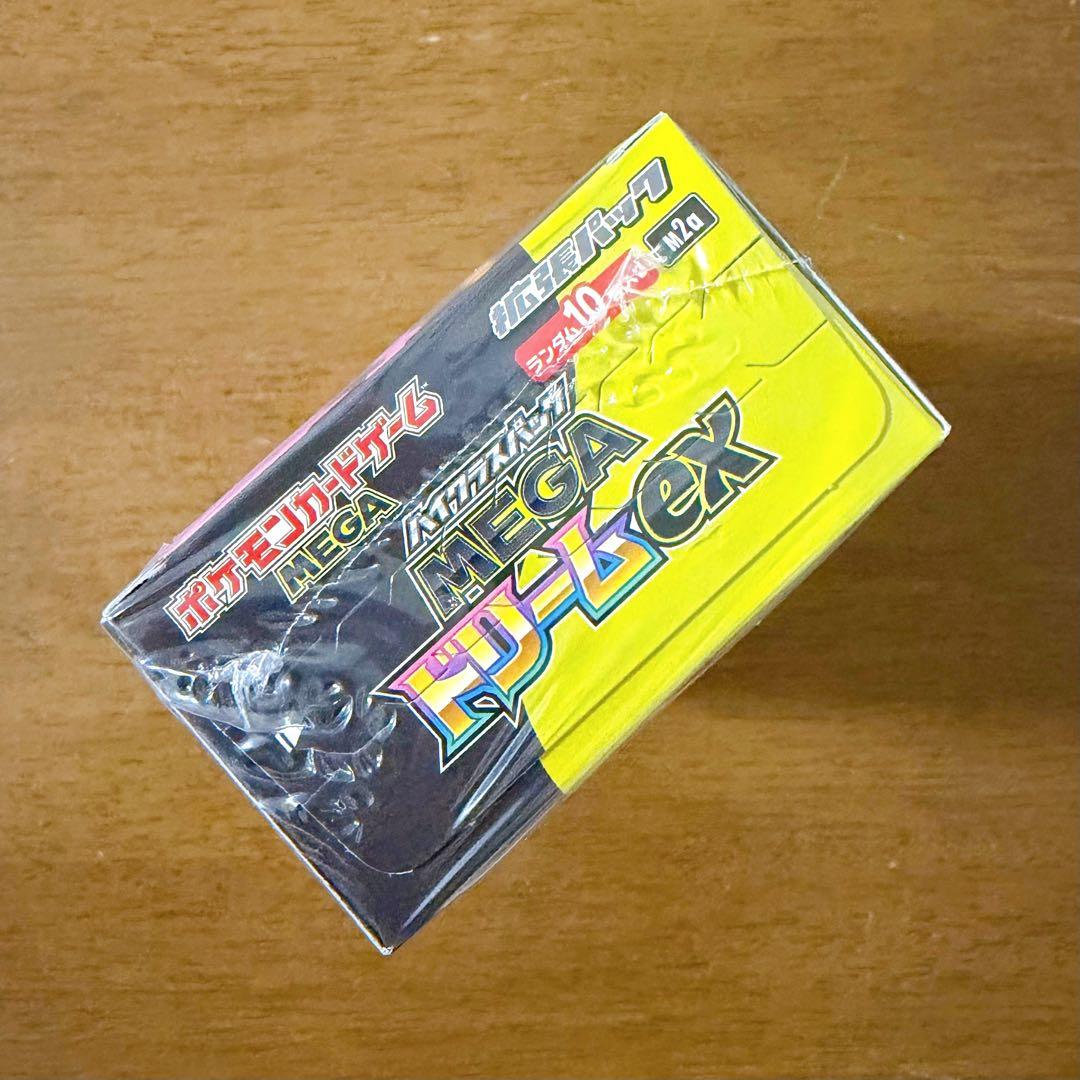 ポケモンカードゲーム™
MEGA
拡張パック
M2a
ランダム10
ハイクラスパック
MEGA
ドリームex